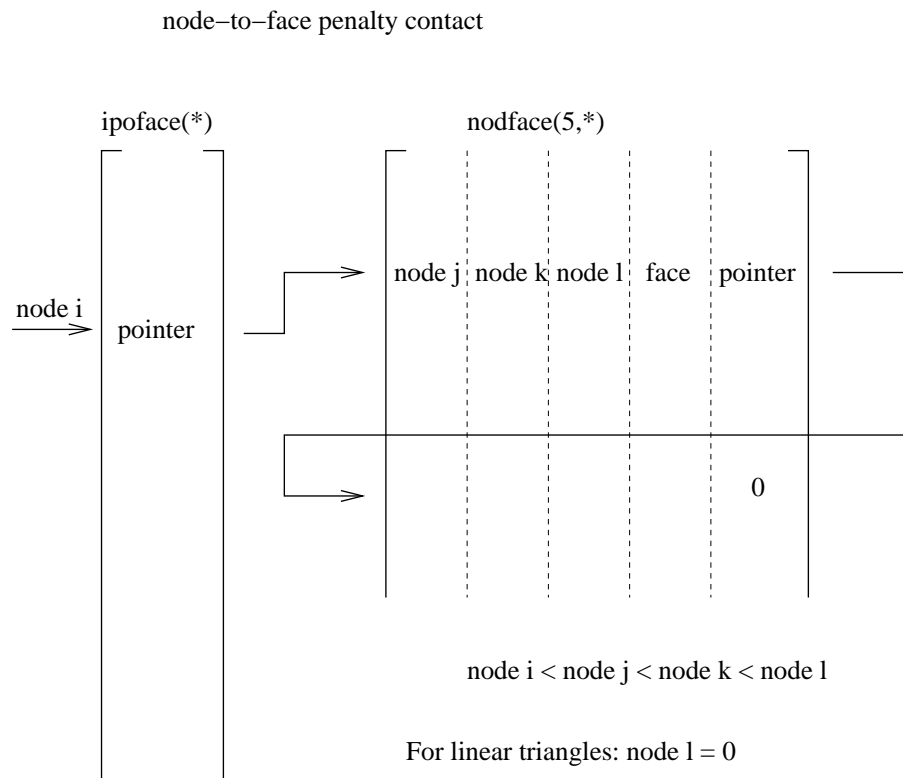 node−to−face penalty contact
ipoface(*)
nodface(5,*)
node j node k node l face pointer
node i
pointer
0
node i < node j < node k < node l
For linear triangles: node l = 0